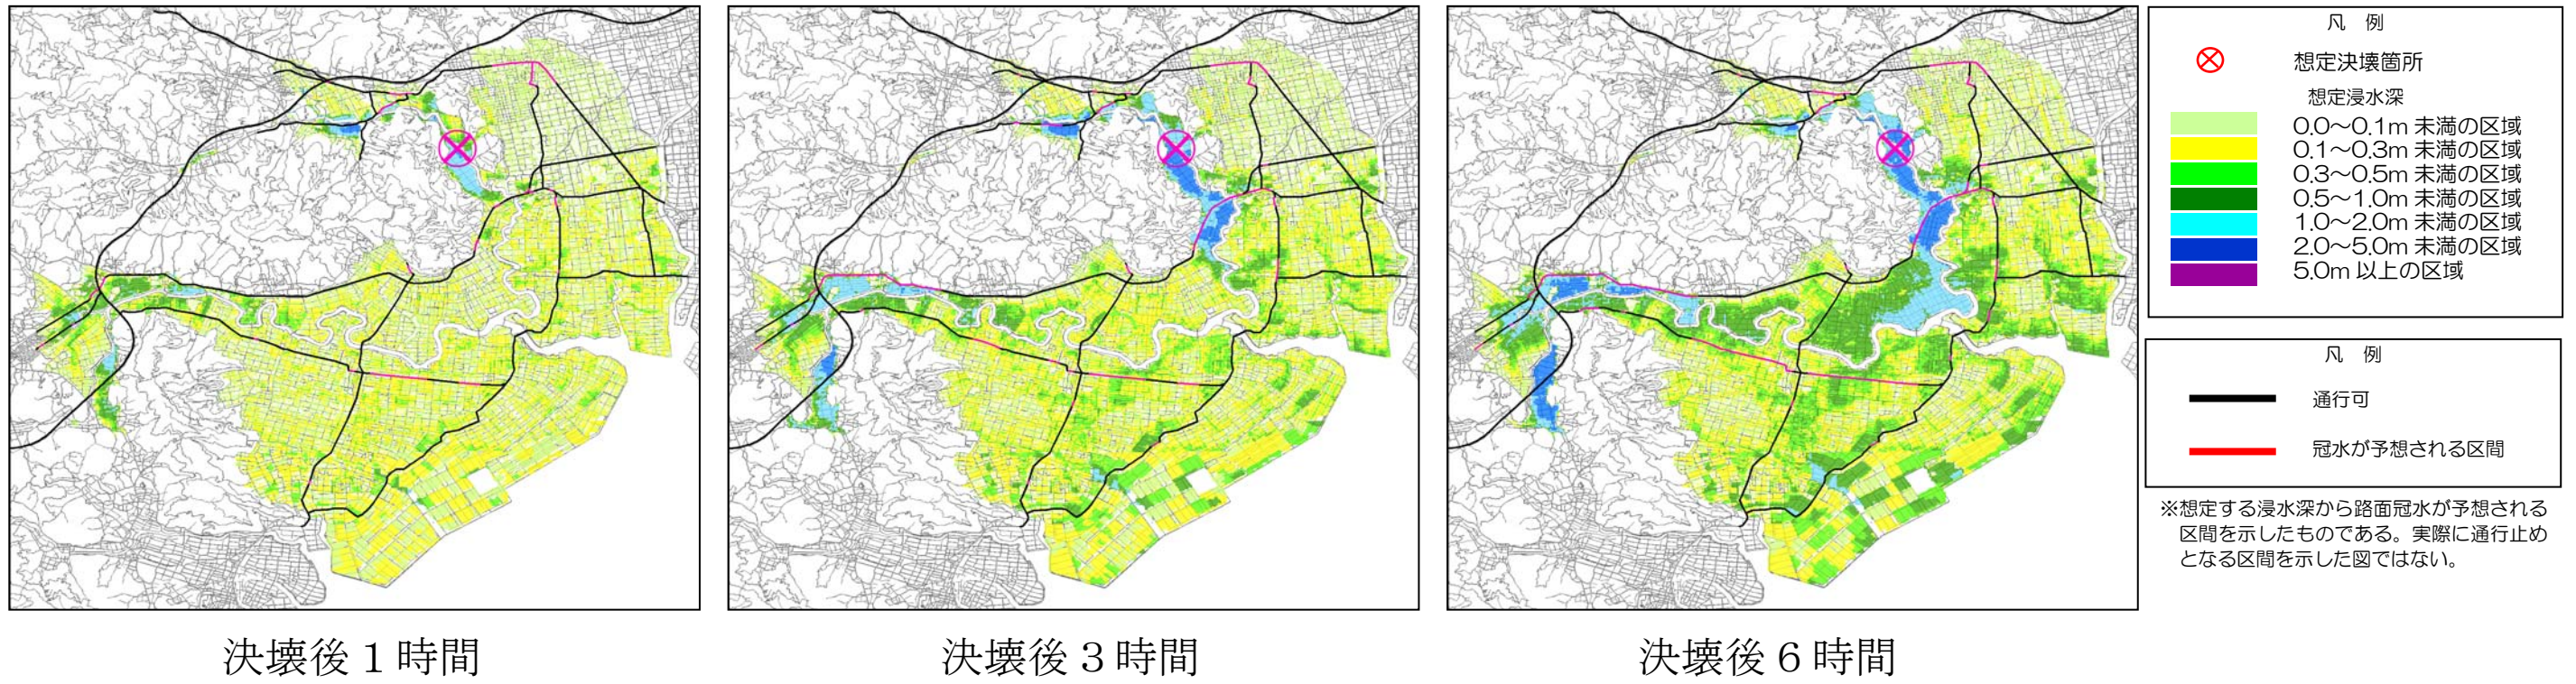 凡 例
想定決壊箇所
想定浸水深
0.0～0.1m 未満の区域
0.1～0.3m 未満の区域
0.3～0.5m 未満の区域
0.5～1.0m 未満の区域
1.0～2.0m 未満の区域
2.0～5.0m 未満の区域
5.0m 以上の区域
凡 例
通行可
冠水が予想される区間
※想定する浸水深から路面冠水が予想される
区間を示したものである。実際に通行止め
となる区間を示した図ではない。
決壊後１時間
決壊後３時間
決壊後６時間